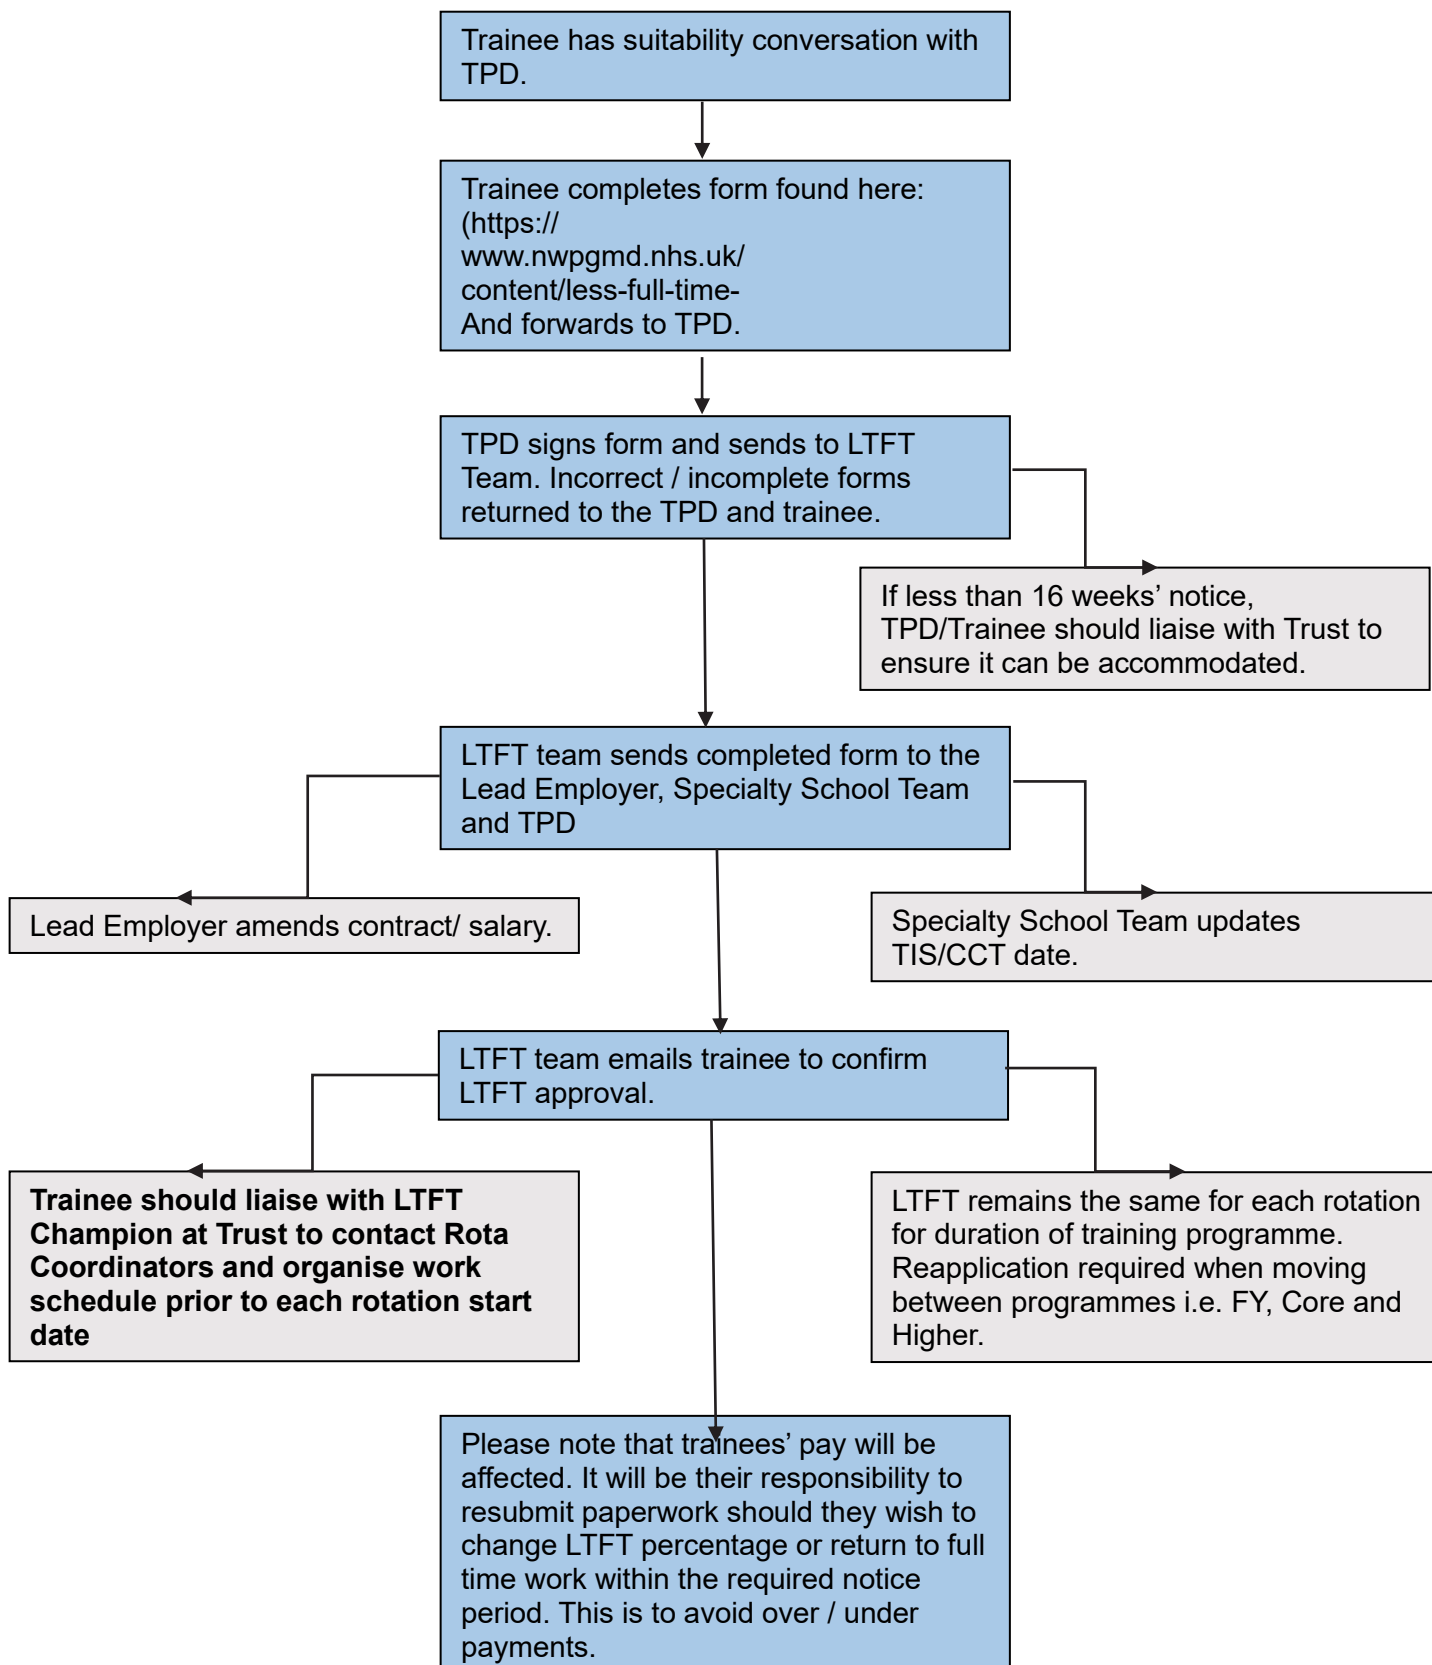 Trainee has suitability conversation with
TPD.
Trainee completes form found here:
(https://
www.nwpgmd.nhs.uk/
content/less-full-time-
And forwards to TPD.
TPD signs form and sends to LTFT
Team. Incorrect / incomplete forms
returned to the TPD and trainee.
If less than 16 weeks’ notice,
TPD/Trainee should liaise with Trust to
ensure it can be accommodated.
LTFT team sends completed form to the
Lead Employer, Specialty School Team
and TPD
Lead Employer amends contract/ salary.
Specialty School Team updates
TIS/CCT date.
LTFT team emails trainee to confirm
LTFT approval.
Trainee should liaise with LTFT
Champion at Trust to contact Rota
Coordinators and organise work
schedule prior to each rotation start
date
LTFT remains the same for each rotation
for duration of training programme.
Reapplication required when moving
between programmes i.e. FY, Core and
Higher.
Please note that trainees’ pay will be
affected. It will be their responsibility to
resubmit paperwork should they wish to
change LTFT percentage or return to full
time work within the required notice
period. This is to avoid over / under
payments.